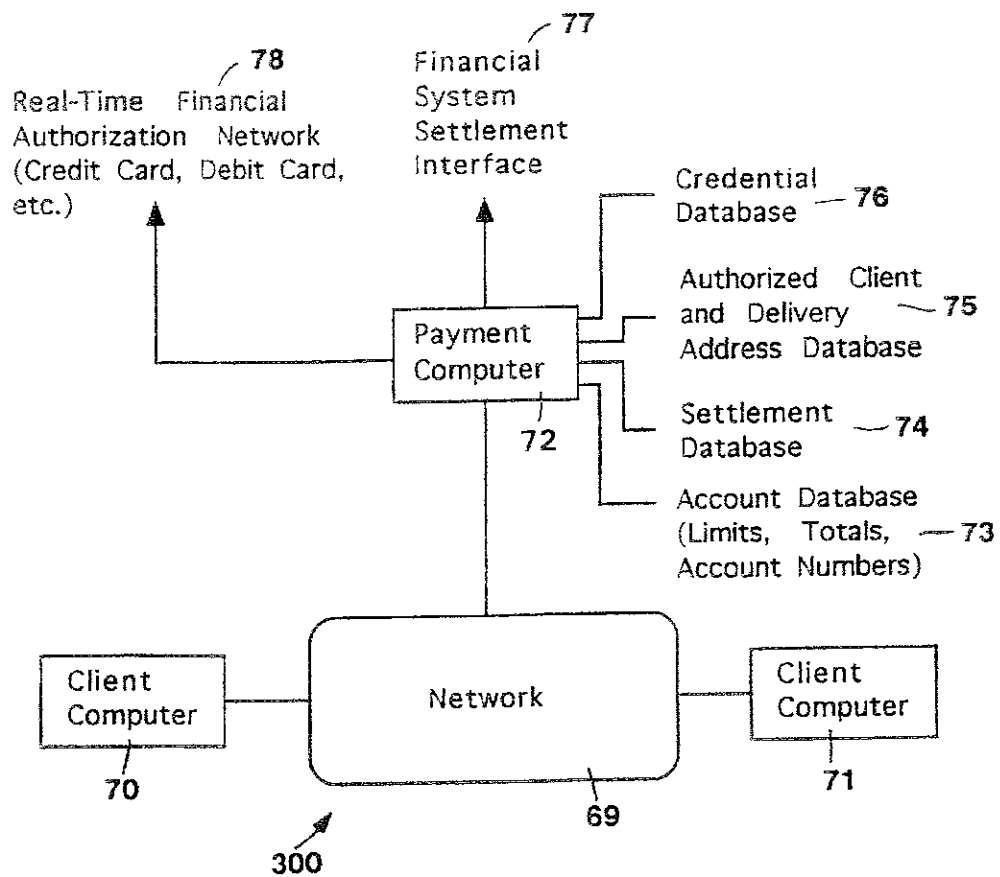 77
78
Financial
System
Settlement
Interface
Real-Time Financial
Authorization Network
(Credit Card, Debit Card,
etc.)
Credential
Database
76
Authorized Client
and Delivery
Address Database
75
Payment
Computer
72
Settlement
Database
74
Account Database
(Limits, Totals,
Account Numbers)
73
Client
Computer
70
Network
69
Client
Computer
71
300